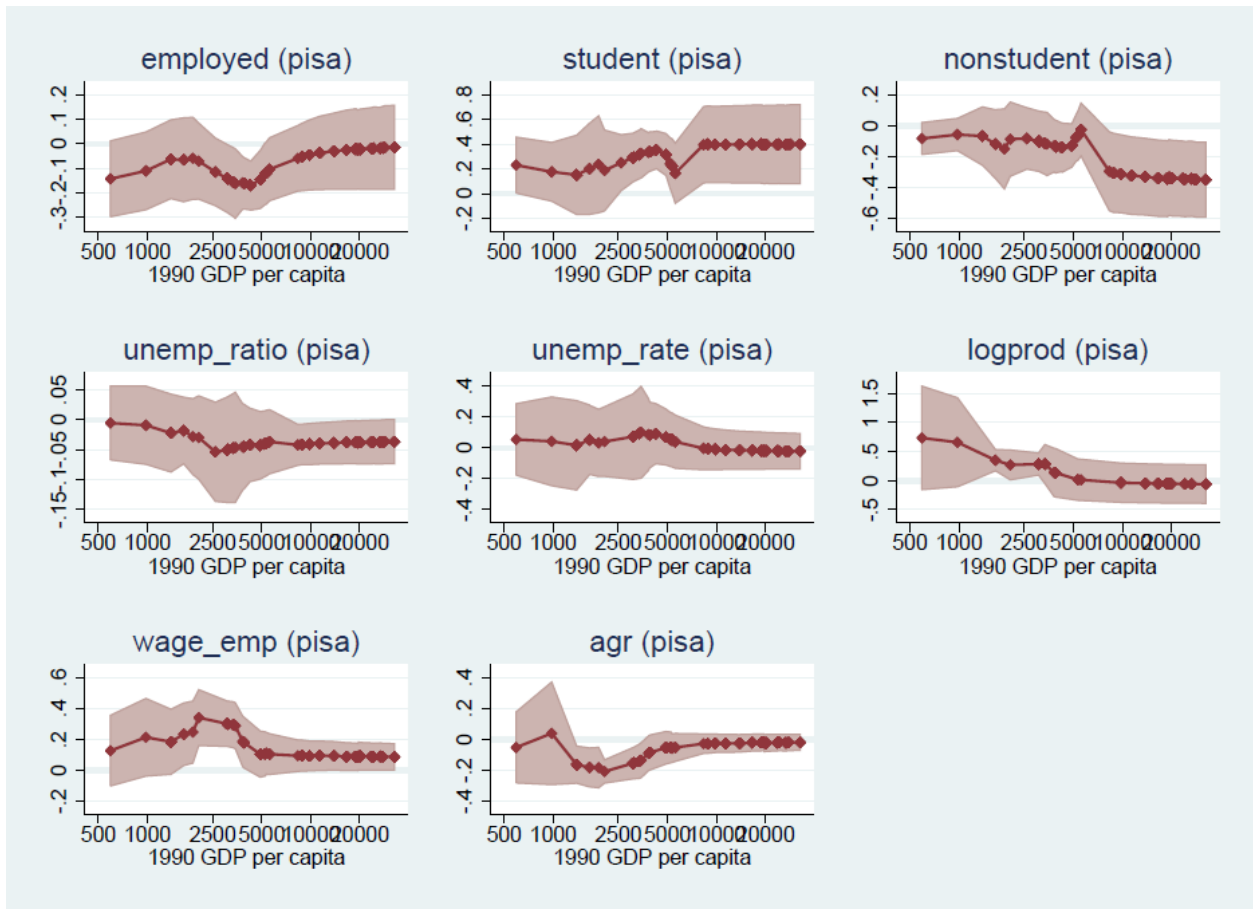 employed (pisa)
.2
.1
0
-.1
-.2
-.3
500 1000 2500 5000 10000 20000
1990 GDP per capita
student (pisa)
.8
.6
.4
.2
0
-.2
500 1000 2500 5000 10000 20000
1990 GDP per capita
nonstudent (pisa)
.2
0
-.2
-.4
-.6
500 1000 2500 5000 10000 20000
1990 GDP per capita
unemp_ratio (pisa)
.05
0
-.05
-.1
-.15
500 1000 2500 5000 10000 20000
1990 GDP per capita
unemp_rate (pisa)
.4
.2
0
-.2
-.4
500 1000 2500 5000 10000 20000
1990 GDP per capita
logprod (pisa)
1.5
1
.5
0
-.5
500 1000 2500 5000 10000 20000
1990 GDP per capita
wage_emp (pisa)
.6
.4
.2
0
-.2
500 1000 2500 5000 10000 20000
1990 GDP per capita
agr (pisa)
.4
.2
0
-.2
-.4
500 1000 2500 5000 10000 20000
1990 GDP per capita